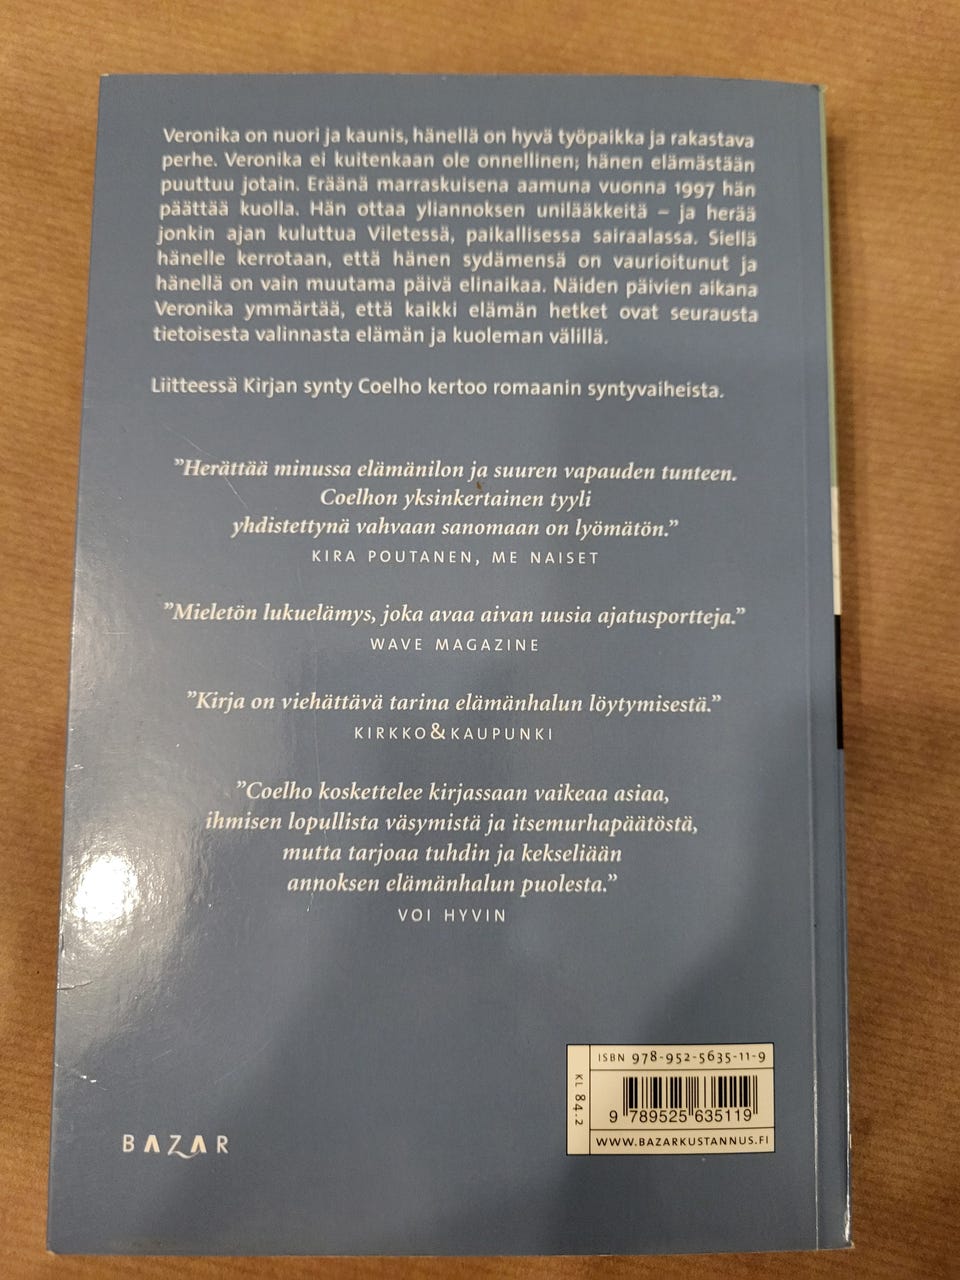 Veronika on nuori ja kaunis, hänellä on hyvä työpaikka ja rakastava
perhe. Veronika ei kuitenkaan ole onnellinen; hänen elämästään
puuttuu jotain. Eräänä marraskuisena aamuna vuonna 1997 hän
päättää kuolla. Hän ottaa yliannoksen unilääkkeitä – ja herää
jonkin ajan kuluttua Viletessä, paikallisessa sairaalassa. Siellä
hänelle kerrotaan, että hänen sydämensä on vaurioitunut ja
hänellä on vain muutama päivä elinaikaa. Näiden päivien aikana
Veronika ymmärtää, että kaikki elämän hetket ovat seurausta
tietoisesta valinnasta elämän ja kuoleman välillä.
Liitteessä Kirjan synty Coelho kertoo romaanin syntyvaiheista.
”Herättää minussa elämänilon ja suuren vapauden tunteen.
Coelhon yksinkertainen tyyli
yhdistettynä vahvaan sanomaan on lyömätön.”
KIRA POUTANEN, ME NAISET
”Mieletön lukuelämys, joka avaa aivan uusia ajatusportteja.”
WAVE MAGAZINE
”Kirja on viehättävä tarina elämänhalun löytymisestä.”
KIRKKO&KAUPUNKI
”Coelho koskettelee kirjassaan vaikeaa asiaa,
ihmisen lopullista väsymistä ja itsemurhapäätöstä,
mutta tarjoaa tuhdin ja kekseliään
annoksen elämänhalun puolesta.”
VOI HYVIN
ISBN 978-952-5635-11-9
KL 84.2
9 789525 635119
WWW.BAZARKUSTANNUS.FI
BAZAR